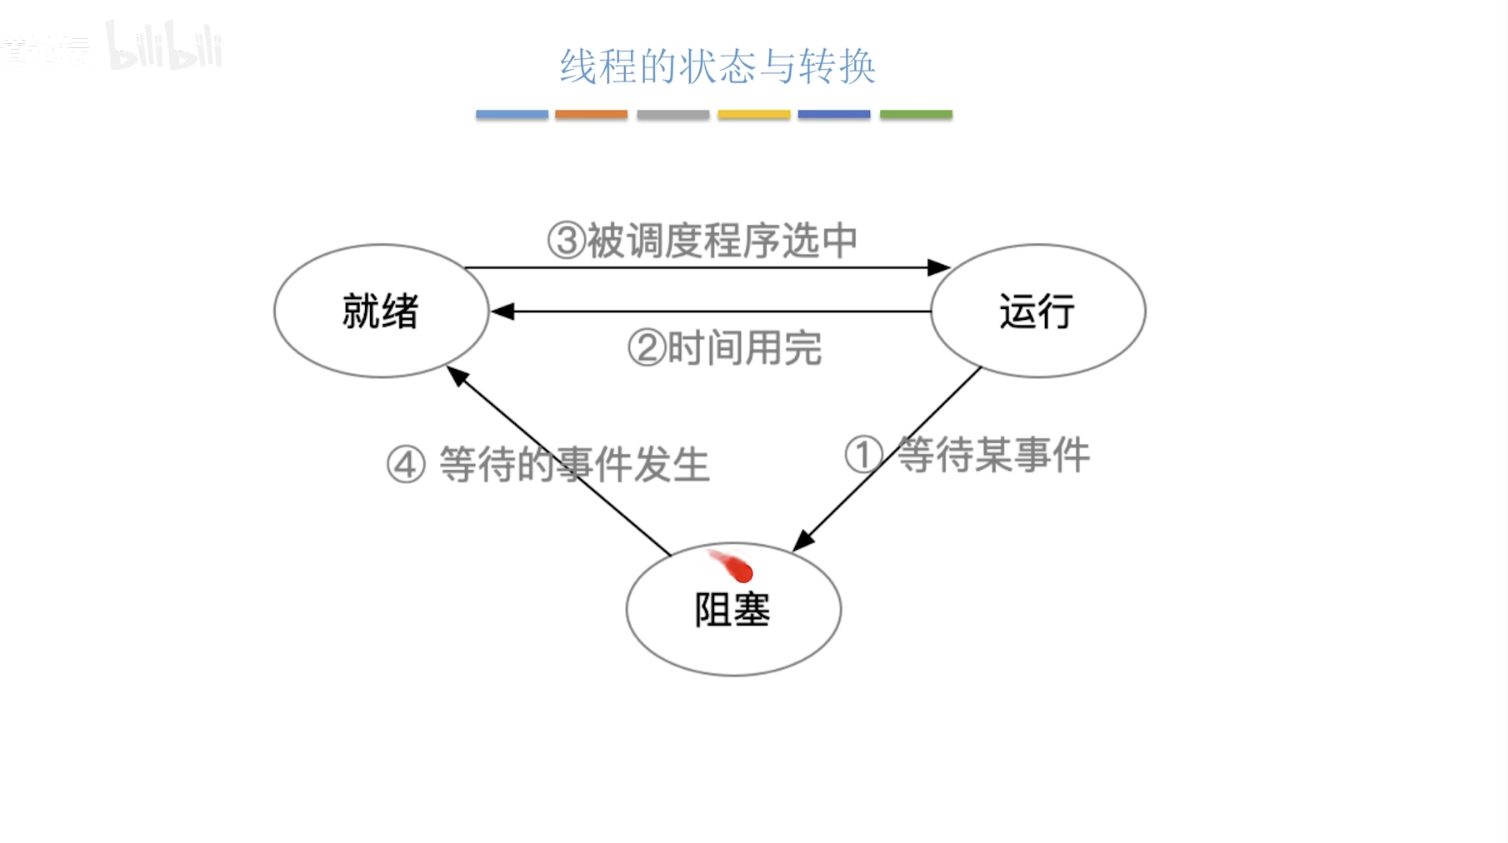 bilibili
线程的状态与转换
③被调度程序选中
就绪
运行
②时间用完
④ 等待的事件发生
① 等待某事件
阻塞